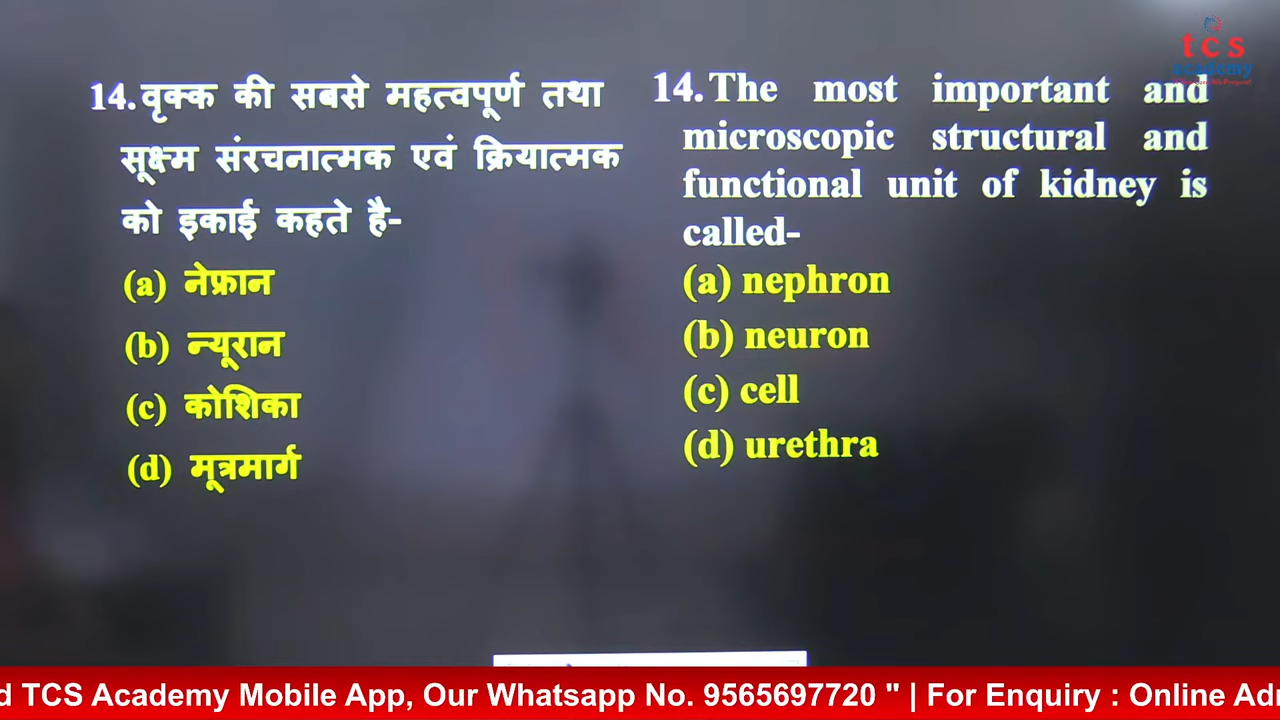 tcs
academy
14.वृक्क की सबसे महत्वपूर्ण तथा
सूक्ष्म संरचनात्मक एवं क्रियात्मक
को इकाई कहते है-
(a) नेफ्रान
(b) न्यूरान
(c) कोशिका
(d) मूत्रमार्ग
14.The most important and
microscopic structural and
functional unit of kidney is
called-
(a) nephron
(b) neuron
(c) cell
(d) urethra
d TCS Academy Mobile App, Our Whatsapp No. 9565697720 " | For Enquiry : Online Ad